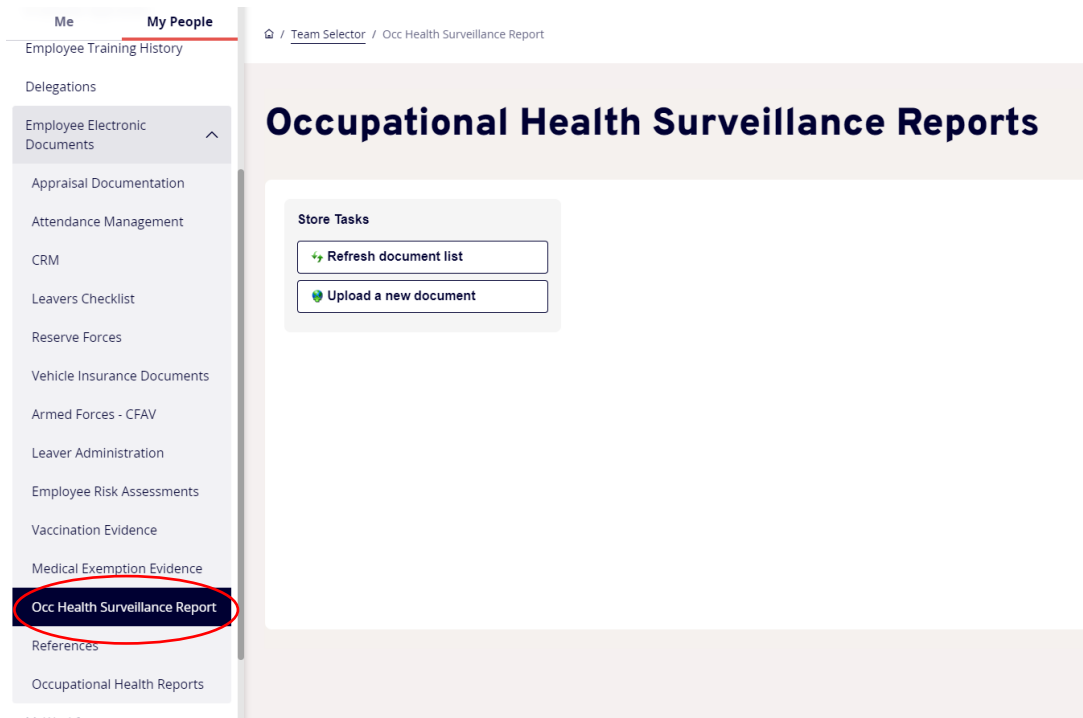 Me
My People
Employee Training History
Delegations
Employee Electronic
Documents
Appraisal Documentation
Attendance Management
CRM
Leavers Checklist
Reserve Forces
Vehicle Insurance Documents
Armed Forces - CFAV
Leaver Administration
Employee Risk Assessments
Vaccination Evidence
Medical Exemption Evidence
Occ Health Surveillance Report
References
Occupational Health Reports
/ Team Selector / Occ Health Surveillance Report
Occupational Health Surveillance Reports
Store Tasks
Refresh document list
Upload a new document